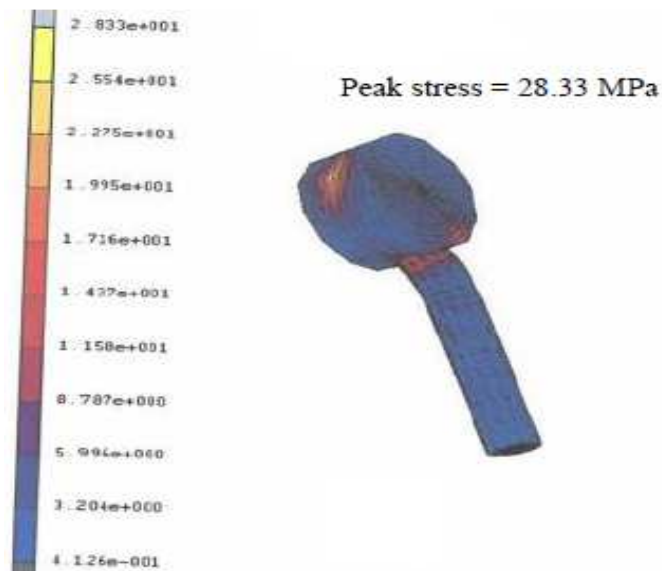 2.833e+001
2.554e+001
Peak stress = 28.33 MPa
2.275e+001
1.995e+001
1.716e+001
1.437e+001
1.158e+001
8.787e+000
5.996e+000
3.204e+000
4.126e-001